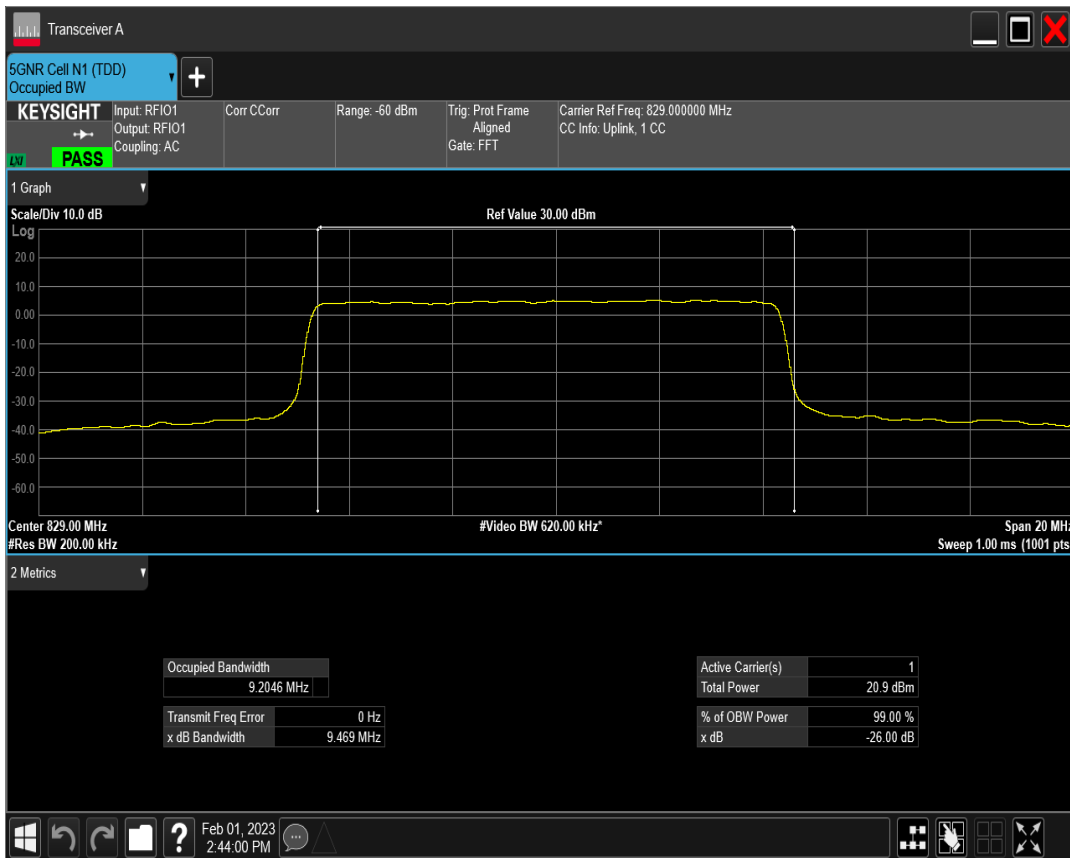 Transceiver A
5GNR Cell N1 (TDD)
Occupied BW
+
KEYSIGHT
LXI
PASS
Input: RFIO1
Output: RFIO1
Coupling: AC
Corr CCorr
Range: -60 dBm
Trig: Prot Frame
Aligned
Gate: FFT
Carrier Ref Freq: 829.000000 MHz
CC Info: Uplink, 1 CC
1 Graph
Scale/Div 10.0 dB
Ref Value 30.00 dBm
Log
20.0
10.0
0.00
-10.0
-20.0
-30.0
-40.0
-50.0
-60.0
Center 829.00 MHz
#Video BW 620.00 kHz*
Span 20 MHz
#Res BW 200.00 kHz
Sweep 1.00 ms (1001 pts
2 Metrics
Occupied Bandwidth
9.2046 MHz
Transmit Freq Error 0 Hz
x dB Bandwidth 9.469 MHz
Active Carrier(s) 1
Total Power 20.9 dBm
% of OBW Power 99.00 %
x dB -26.00 dB
?
Feb 01, 2023
2:44:00 PM